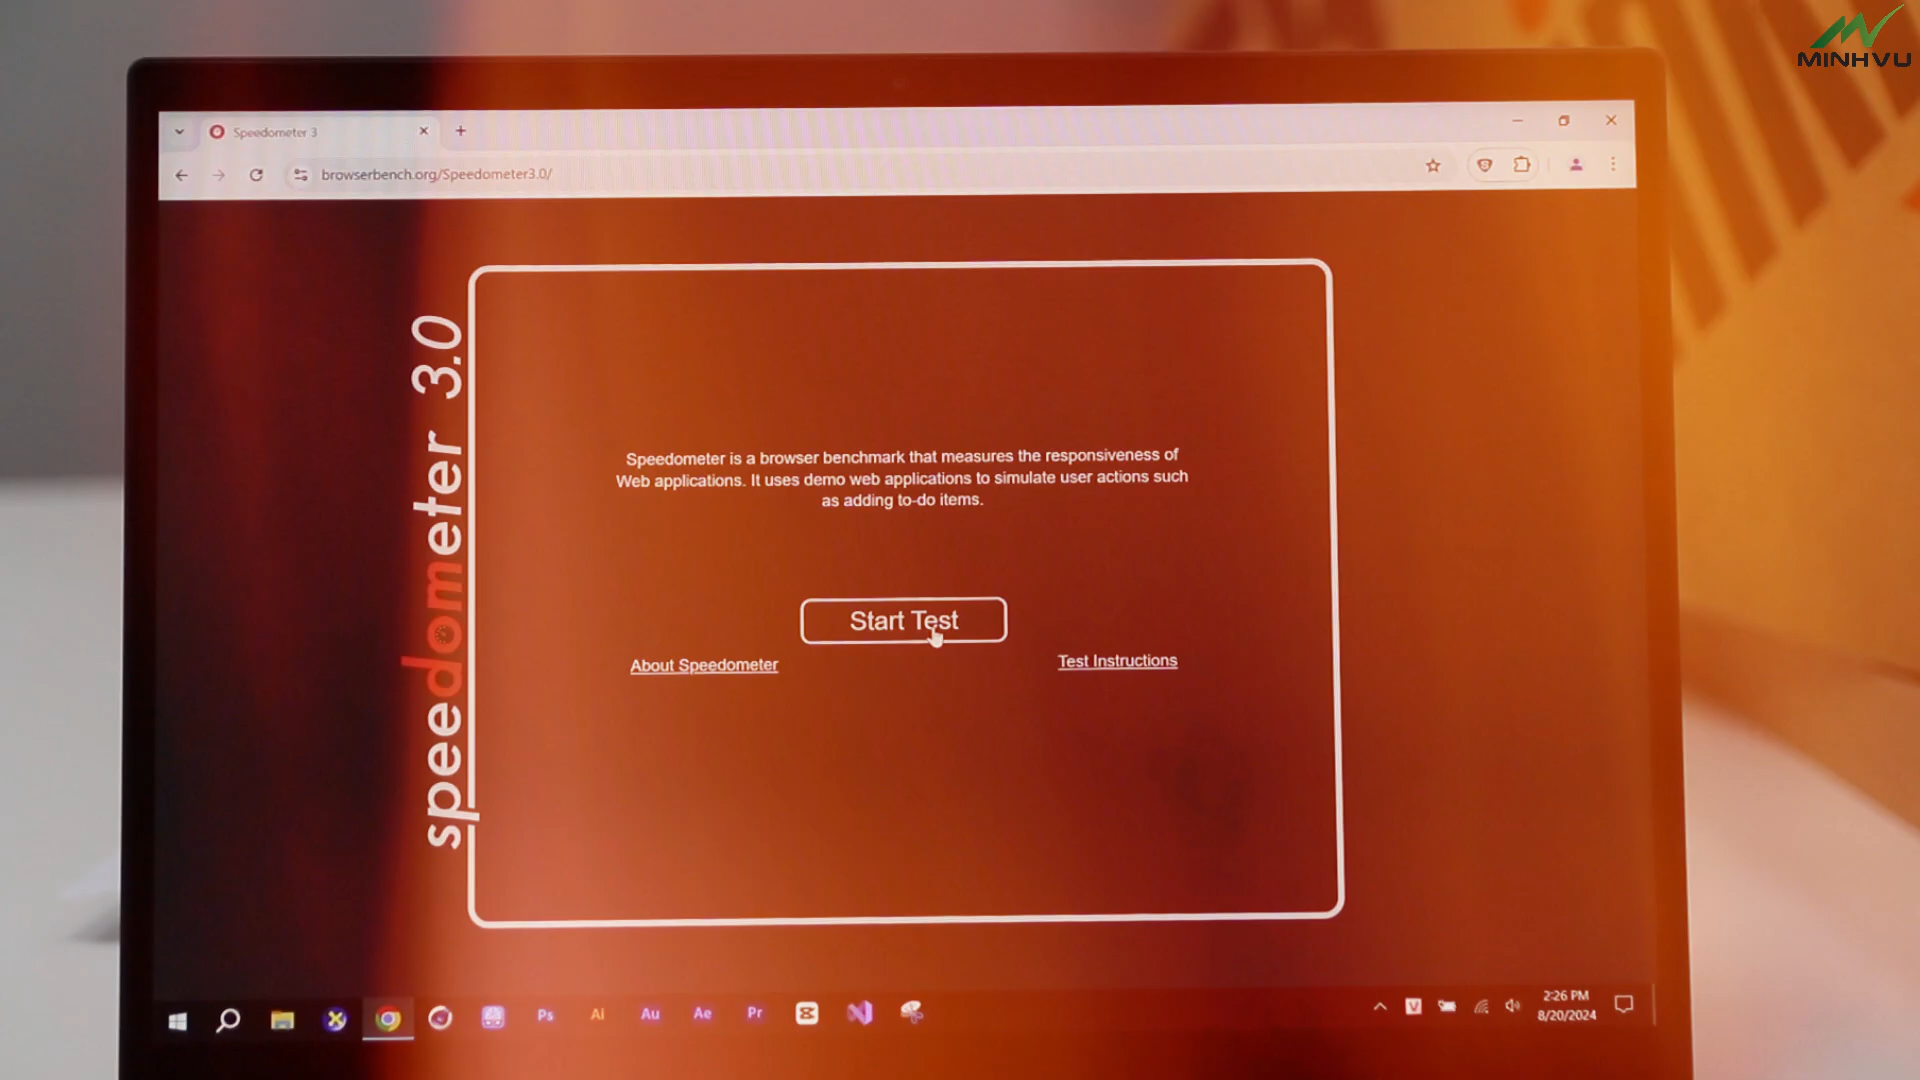 MINHVU
Speedometer 3
browserbench.org/Speedometer3.0/
speedometer 3.0
Speedometer is a browser benchmark that measures the responsiveness of
Web applications. It uses demo web applications to simulate user actions such
as adding to-do items.
Start Test
About Speedometer
Test Instructions
Ps
Ai
Au
Ae
Pr
V
2:26 PM
8/20/2024